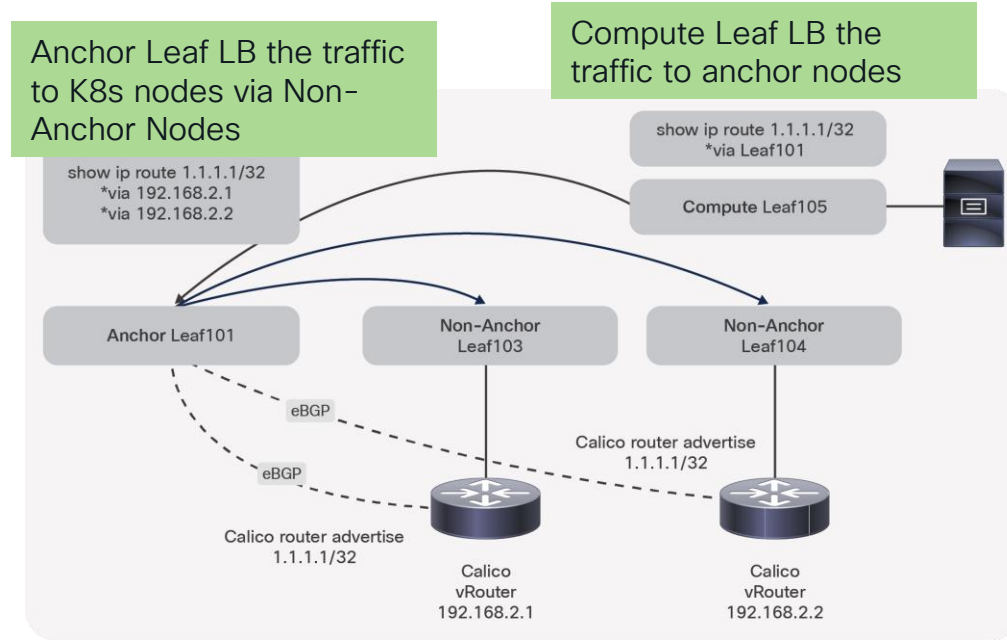 Anchor Leaf LB the traffic
to K8s nodes via Non-
Anchor Nodes
Compute Leaf LB the
traffic to anchor nodes
show ip route 1.1.1.1/32
*via 192.168.2.1
*via 192.168.2.2
show ip route 1.1.1.1/32
*via Leaf101
Compute Leaf105
Anchor Leaf101
Non-Anchor
Leaf103
Non-Anchor
Leaf104
eBGP
eBGP
Calico router advertise
1.1.1.1/32
Calico router advertise
1.1.1.1/32
Calico
vRouter
192.168.2.1
Calico
vRouter
192.168.2.2